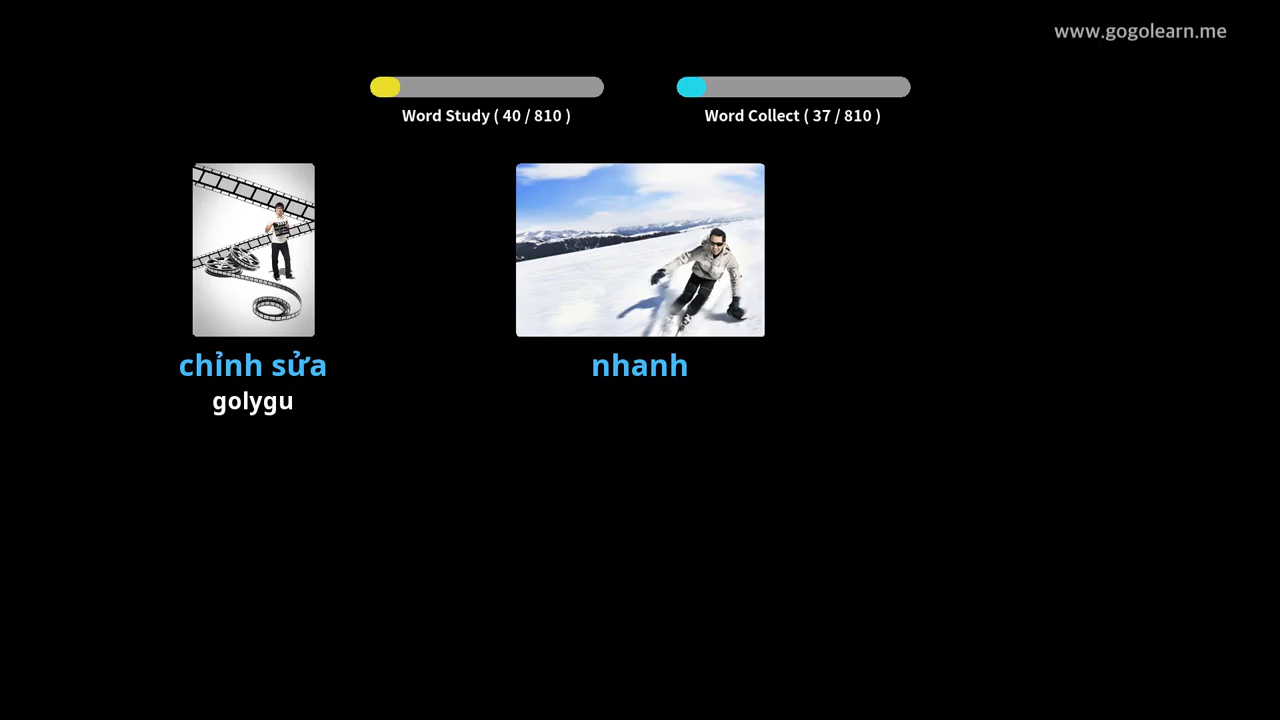 www.gogolearn.me
Word Study ( 40 / 810 )
Word Collect ( 37 / 810 )
chỉnh sửa
golygu
nhanh